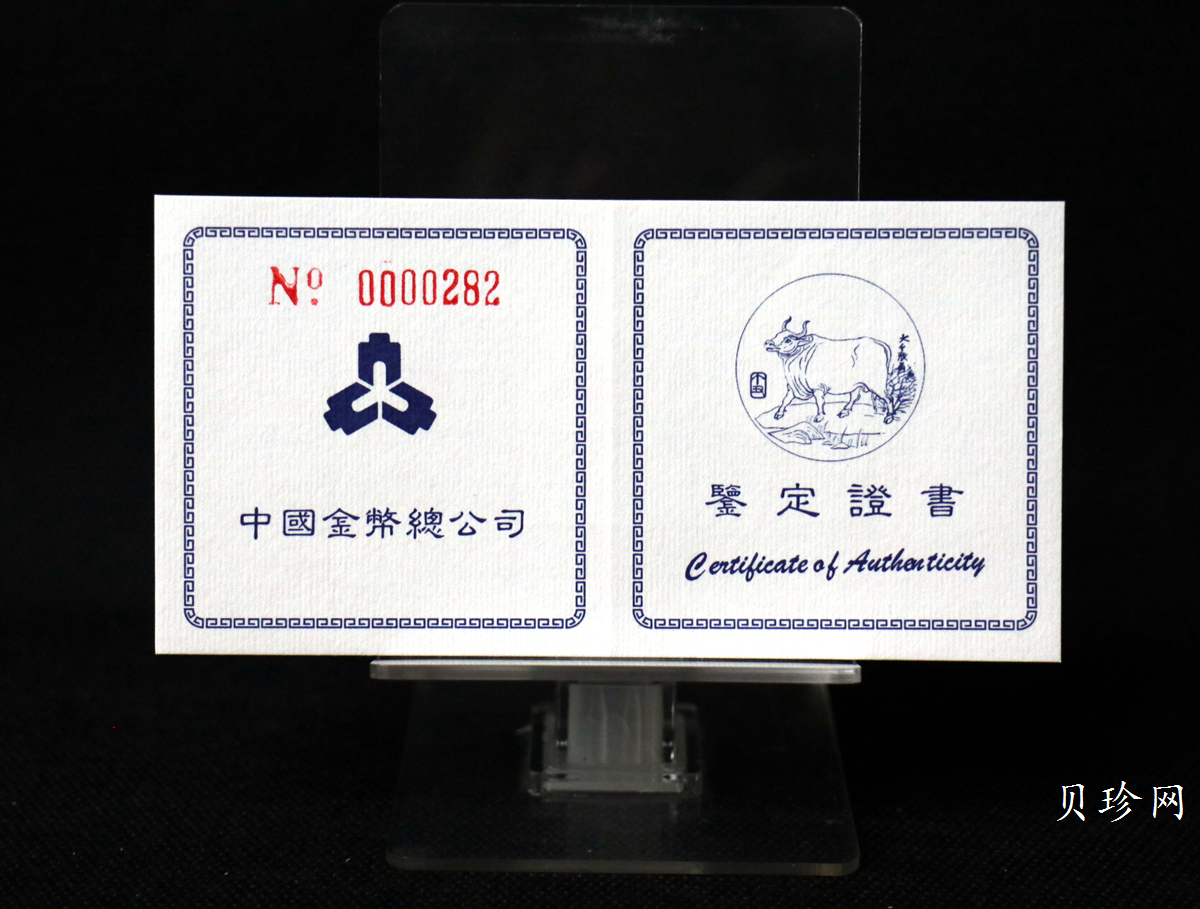 Nº 0000282
中國金幣總公司
鑒定證書
Certificate of Authenticity
贝珍网